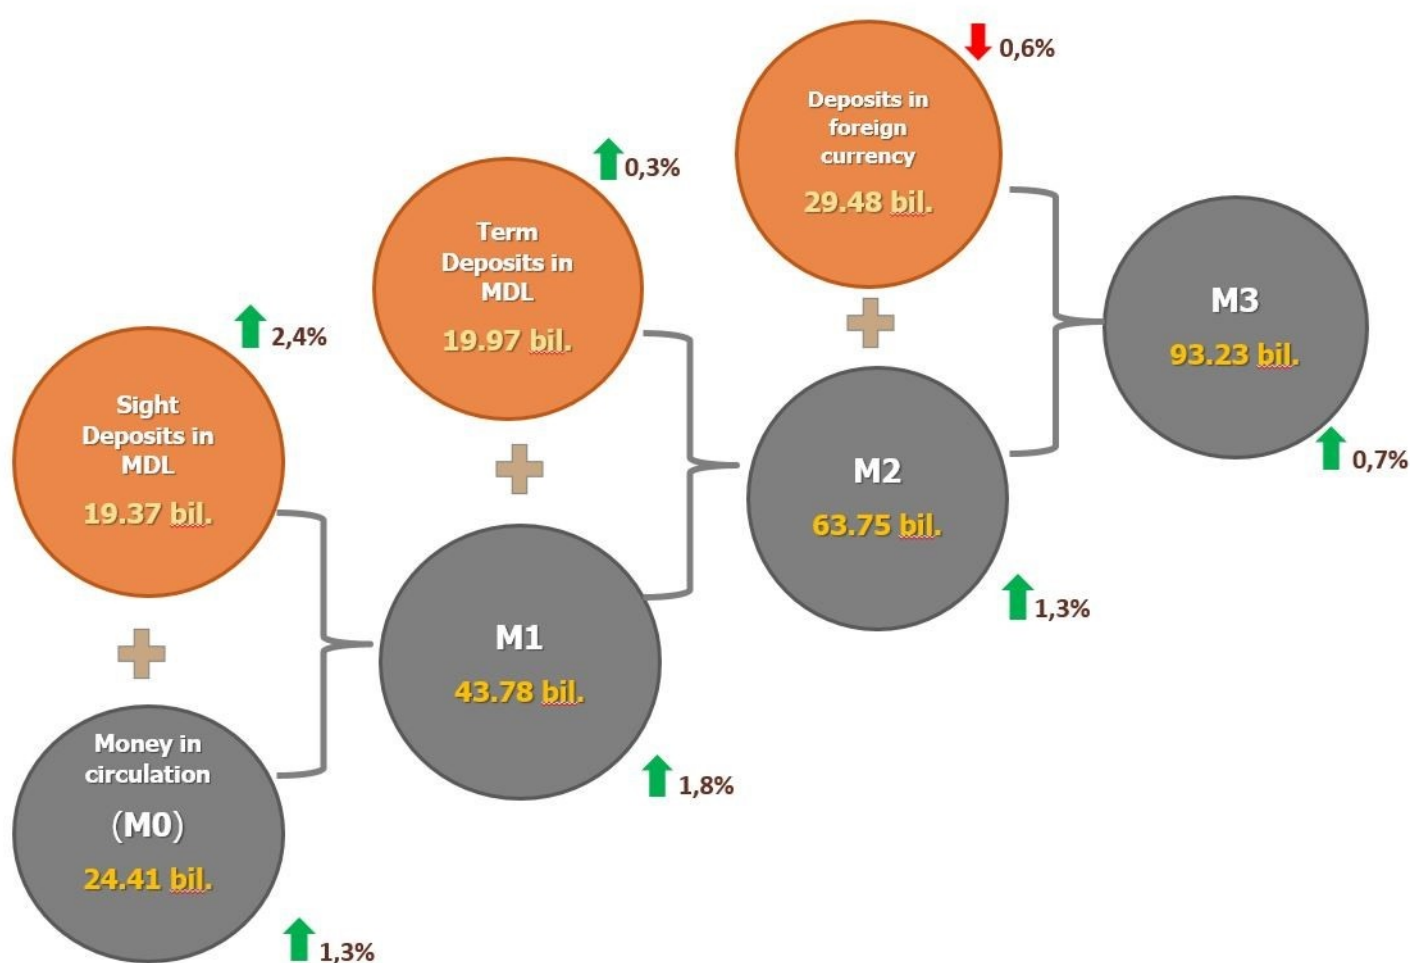 Sight
Deposits in
MDL
19.37 bil.
2,4%
Money in
circulation
(M0)
24.41 bil.
1,3%
Term
Deposits in
MDL
19.97 bil.
0,3%
M1
43.78 bil.
1,8%
Deposits in
foreign
currency
29.48 bil.
0,6%
M2
63.75 bil.
1,3%
M3
93.23 bil.
0,7%